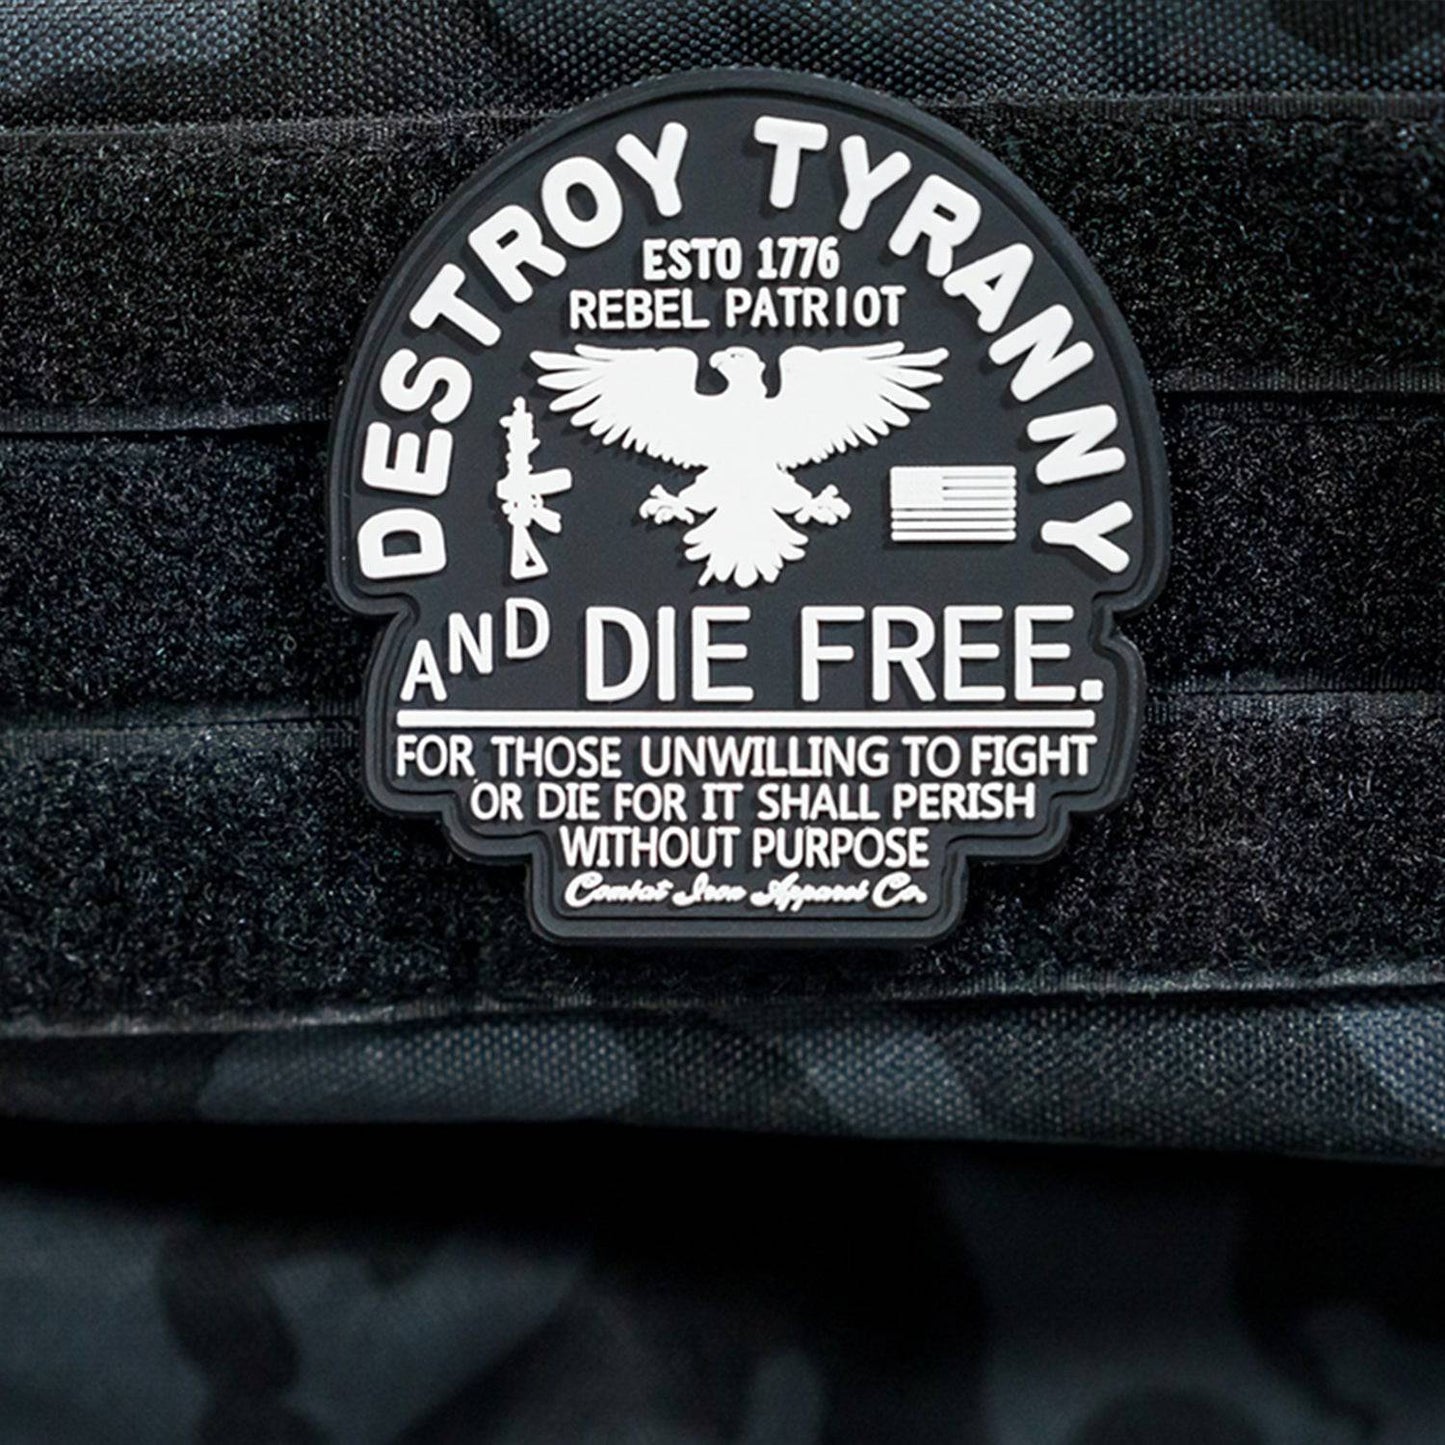 DESTROY TYRANNY
ESTO 1776
REBEL PATRIOT
AND DIE FREE.
FOR THOSE UNWILLING TO FIGHT
OR DIE FOR IT SHALL PERISH
WITHOUT PURPOSE
Combat Iron Apparel Co.